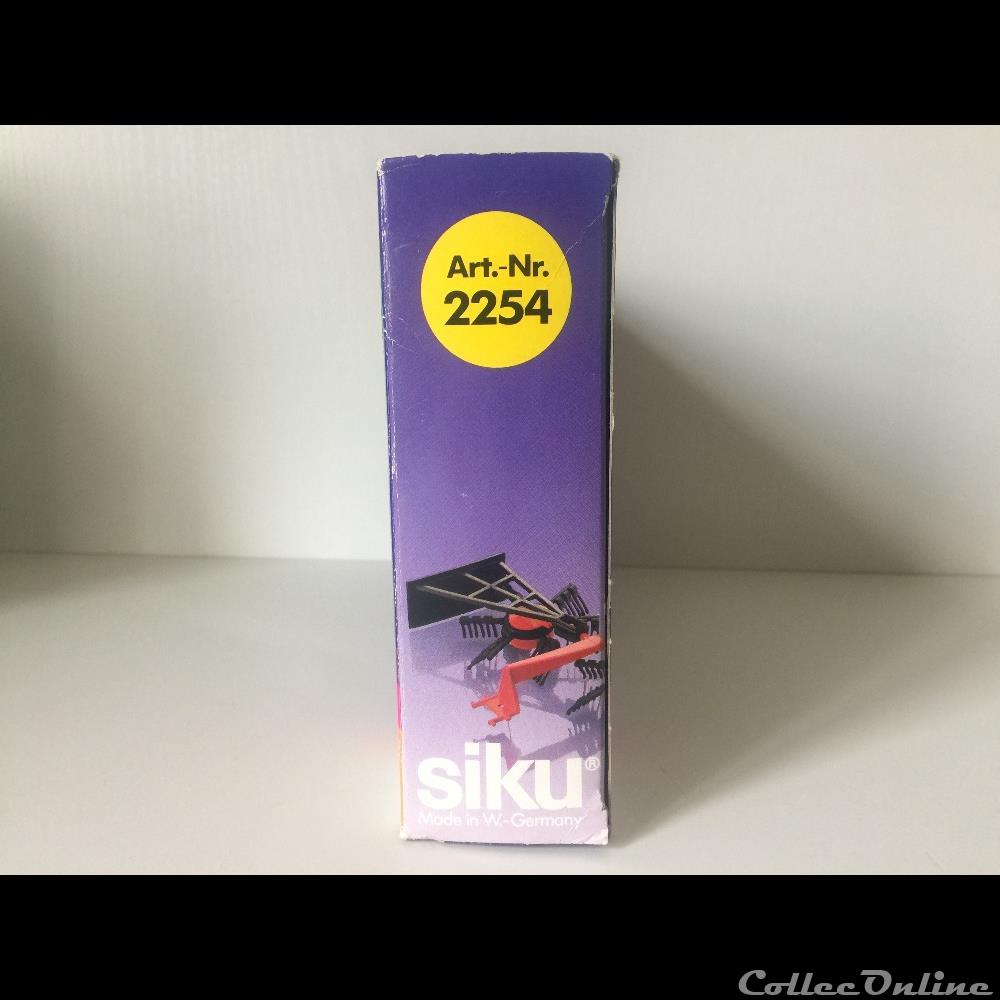 Art.-Nr.
2254
siku®
Made in W.-Germany
CollecOnline